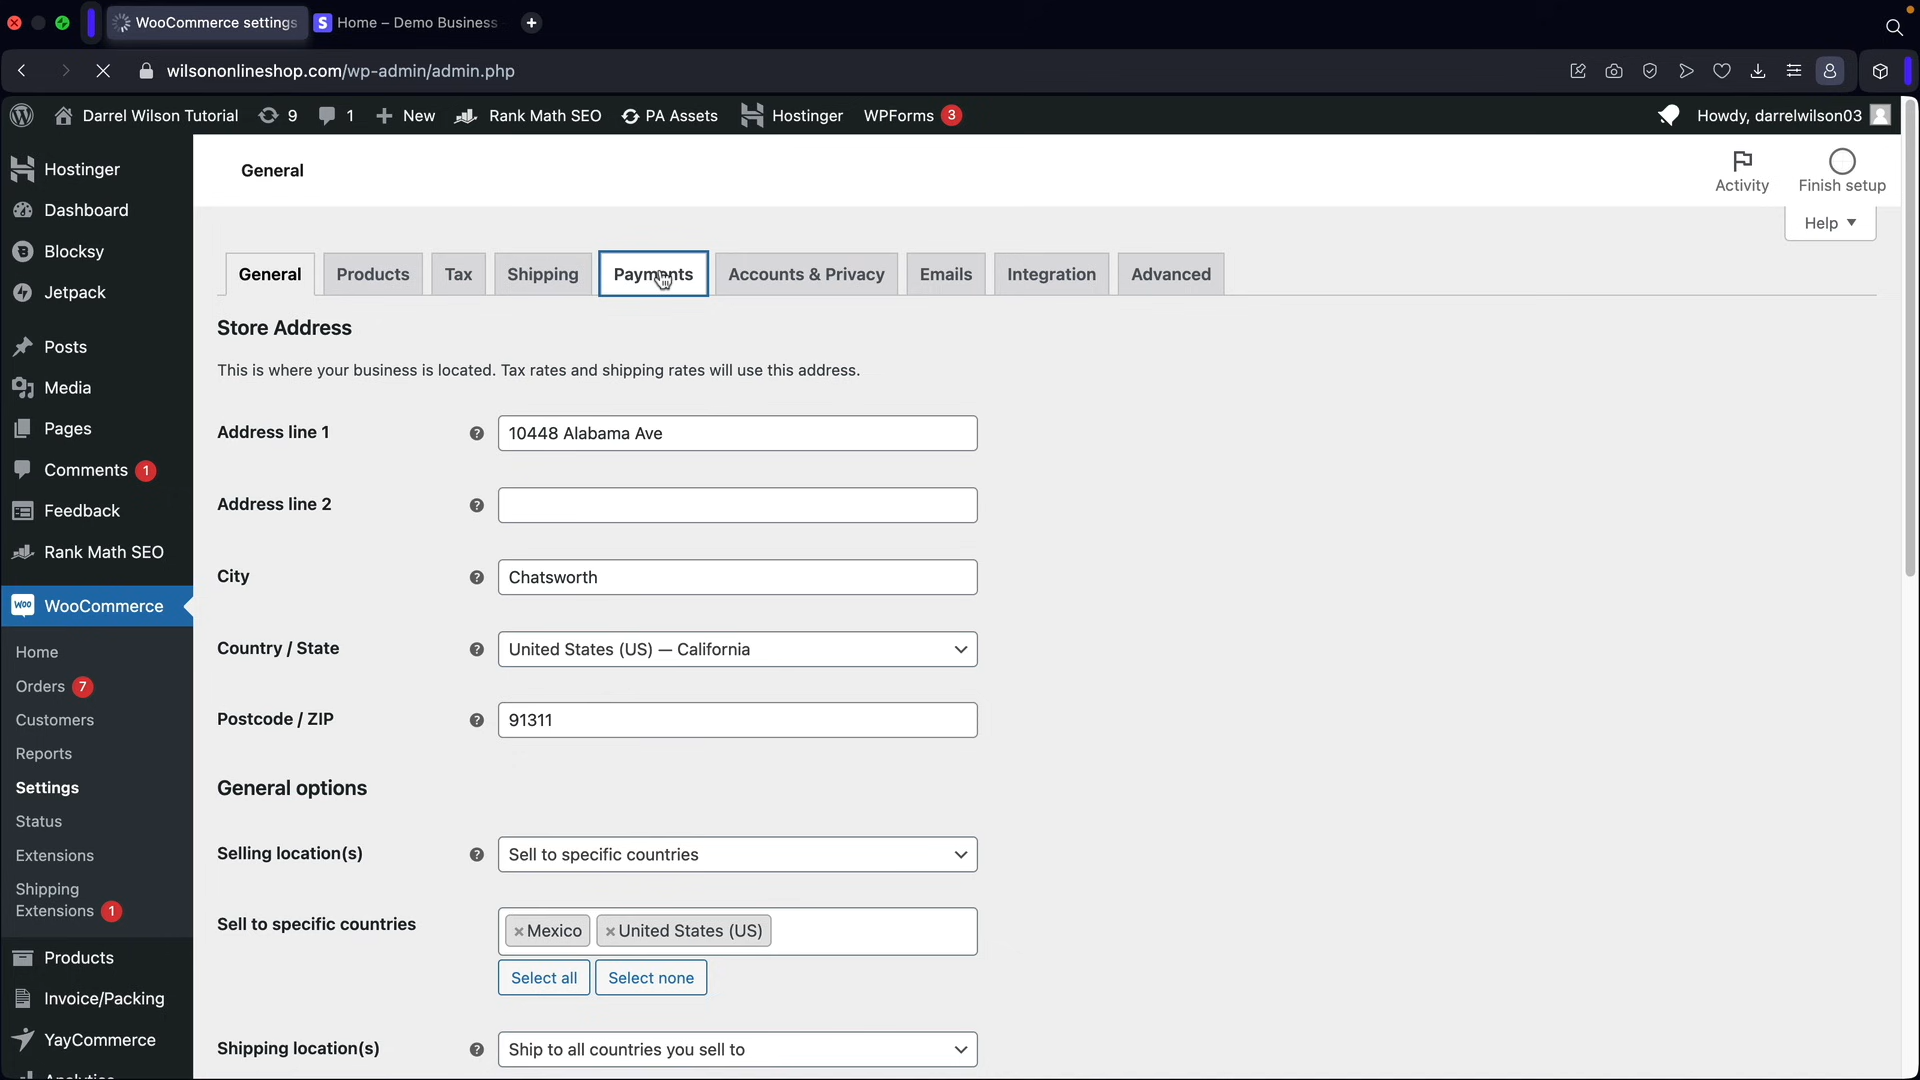 WooCommerce settings
S Home – Demo Business
wilsononlineshop.com/wp-admin/admin.php
Darrel Wilson Tutorial 9 1 New Rank Math SEO PA Assets Hostinger WPForms 3 Howdy, darrelwilson03
Hostinger
Dashboard
Blocksy
Jetpack
Posts
Media
Pages
Comments 1
Feedback
Rank Math SEO
WOO WooCommerce
Home
Orders 7
Customers
Reports
Settings
Status
Extensions
Shipping
Extensions 1
Products
Invoice/Packing
YayCommerce
General
Activity
Finish setup
Help
General Products Tax Shipping Payments Accounts & Privacy Emails Integration Advanced
Store Address
This is where your business is located. Tax rates and shipping rates will use this address.
Address line 1 ? 10448 Alabama Ave
Address line 2 ?
City ? Chatsworth
Country / State ? United States (US) — California
Postcode / ZIP ? 91311
General options
Selling location(s) ? Sell to specific countries
Sell to specific countries ×Mexico ×United States (US)
Select all Select none
Shipping location(s) ? Ship to all countries you sell to